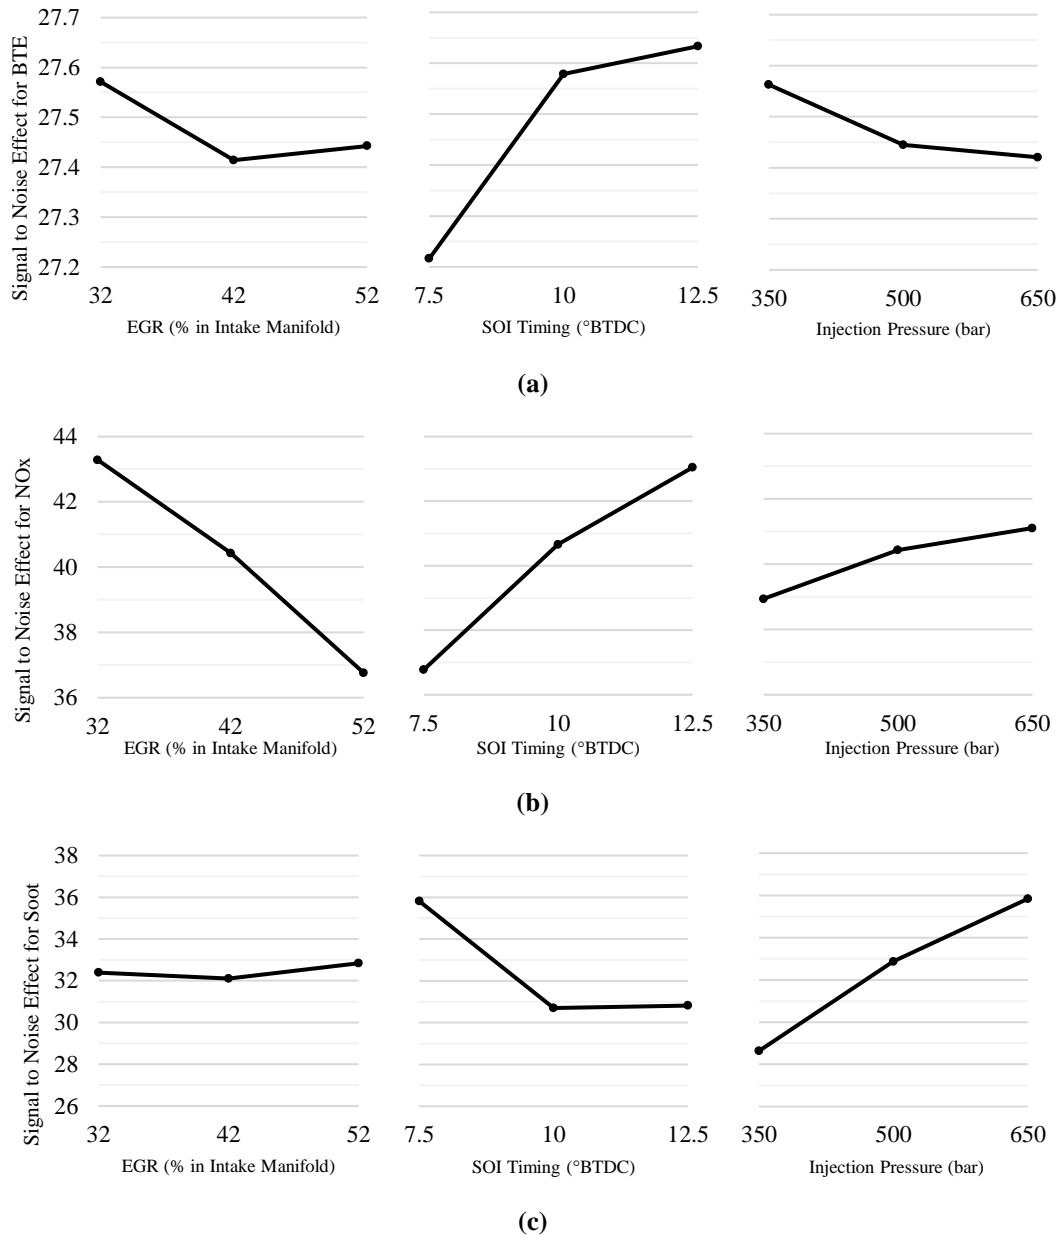 Signal to Noise Effect for BTE
27.7
27.6
27.5
27.4
27.3
27.2
32 42 52
EGR (% in Intake Manifold)
7.5 10 12.5
SOI Timing (°BTDC)
350 500 650
Injection Pressure (bar)
(a)
Signal to Noise Effect for NOx
44
42
40
38
36
32 42 52
EGR (% in Intake Manifold)
7.5 10 12.5
SOI Timing (°BTDC)
350 500 650
Injection Pressure (bar)
(b)
Signal to Noise Effect for Soot
38
36
34
32
30
28
26
32 42 52
EGR (% in Intake Manifold)
7.5 10 12.5
SOI Timing (°BTDC)
350 500 650
Injection Pressure (bar)
(c)